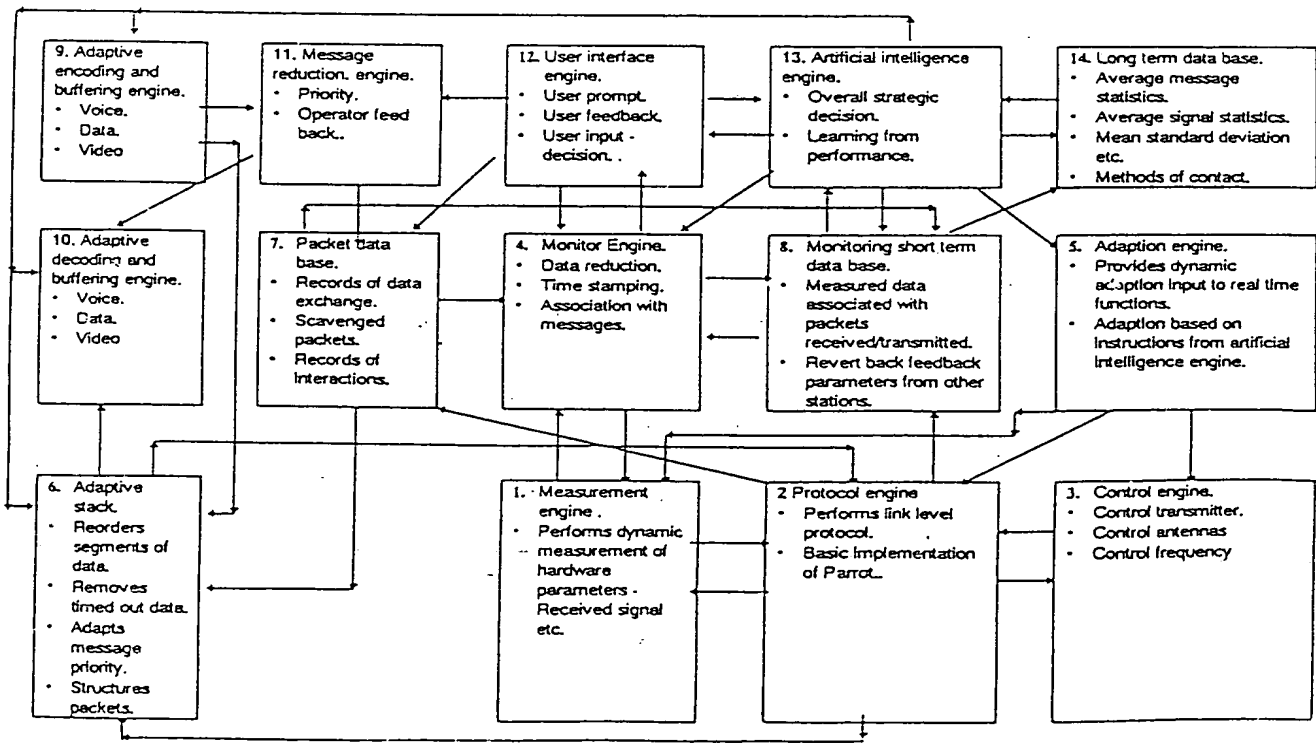 9. Adaptive
encoding and
buffering engine.
• Voice.
• Data.
• Video
11. Message
reduction. engine.
• Priority.
• Operator feed
back.
12. User interface
engine.
• User prompt.
• User feedback.
• User input -
decision. .
13. Artificial intelligence
engine.
• Overall strategic
decision.
• Learning from
performance.
14. Long term data base.
• Average message
statistics.
• Average signal statistics.
• Mean standard deviation
etc.
• Methods of contact.
10. Adaptive
decoding and
buffering engine.
• Voice.
• Data.
• Video
7. Packet data
base.
• Records of data
exchange.
• Scavenged
packets.
• Records of
Interactions.
4. Monitor Engine.
• Data reduction.
• Time stamping.
• Association with
messages.
8. Monitoring short term
data base.
• Measured data
associated with
packets
received/transmitted.
• Revert back feedback
parameters from other
stations.
5. Adaption engine.
• Provides dynamic
adaption input to real time
functions.
• Adaption based on
Instructions from artificial
Intelligence engine.
6. Adaptive
stack.
• Reorders
segments of
data.
• Removes
timed out data.
• Adapts
message
priority.
• Structures
packets.
1. Measurement
engine.
• Performs dynamic
measurement of
hardware
parameters -
Received signal
etc.
2 Protocol engine
• Performs link level
protocol.
• Basic Implementation
of Parrot.
3. Control engine.
• Control transmitter.
• Control antennas
• Control frequency